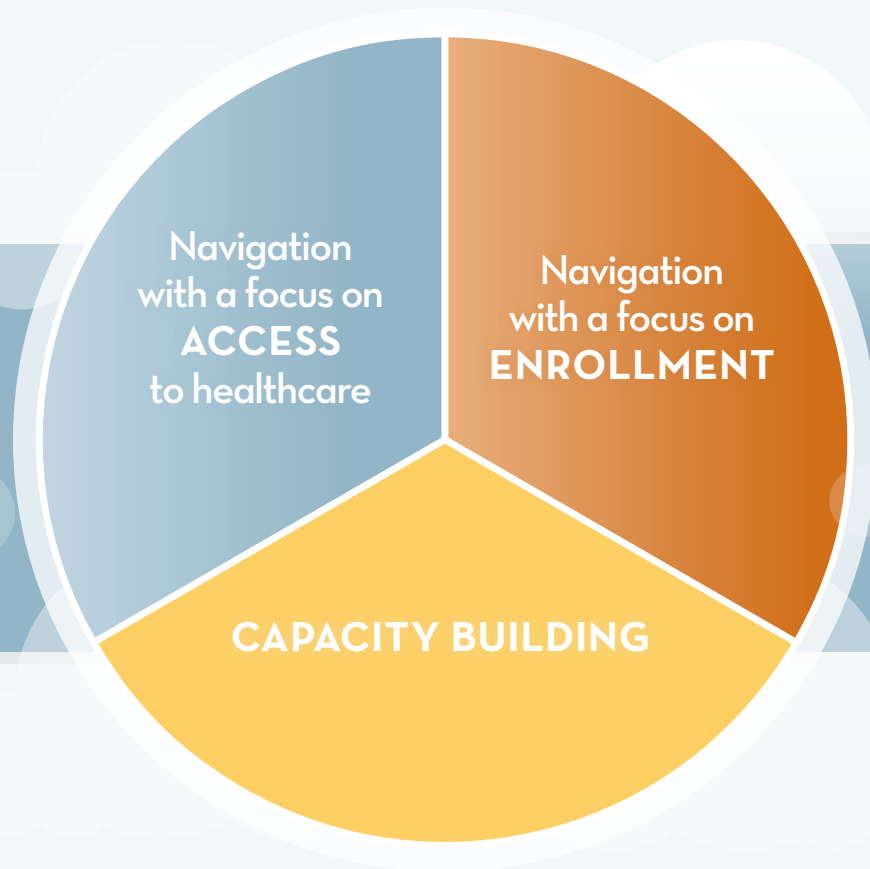 Navigation
with a focus on
ACCESS
to healthcare
Navigation
with a focus on
ENROLLMENT
CAPACITY BUILDING